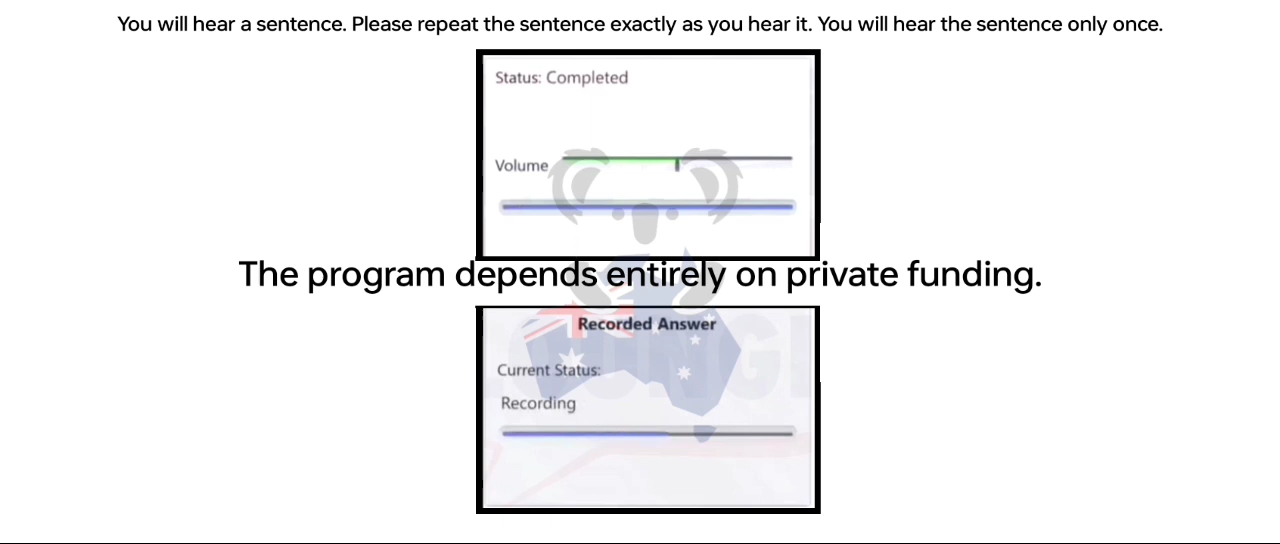 You will hear a sentence. Please repeat the sentence exactly as you hear it. You will hear the sentence only once.
Status: Completed
Volume
The program depends entirely on private funding.
Recorded Answer
Current Status:
Recording